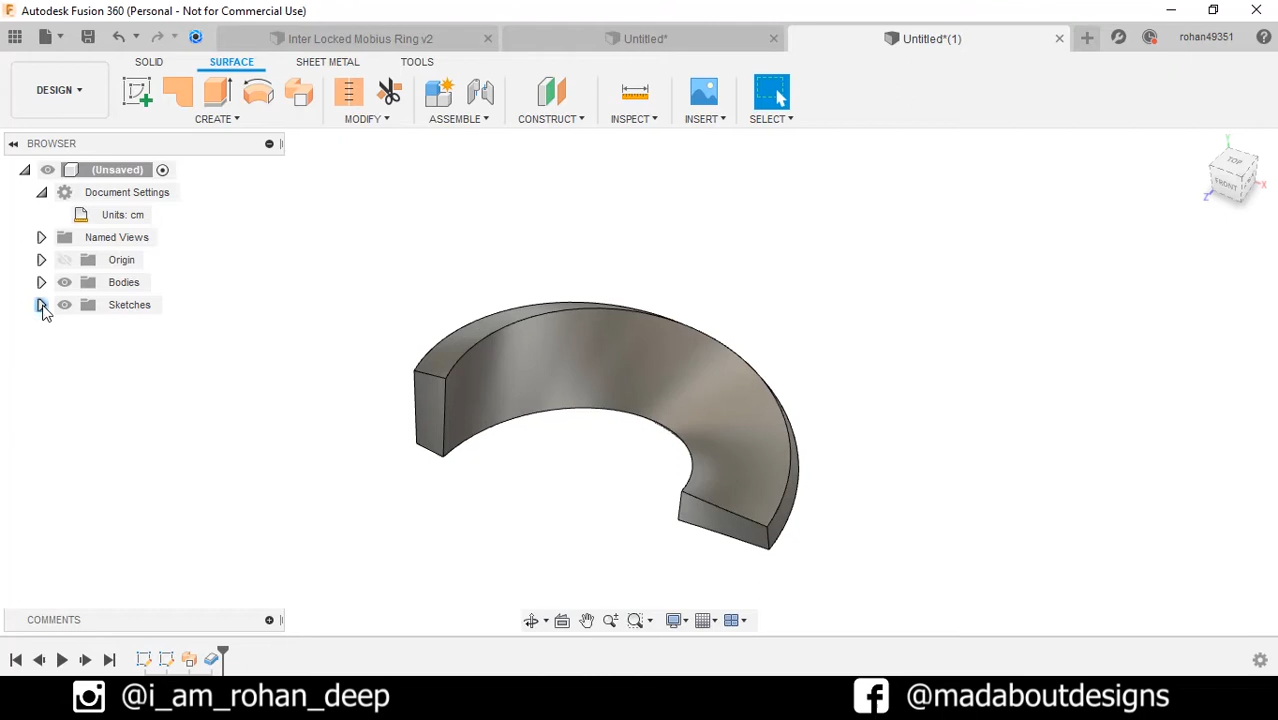 Autodesk Fusion 360 (Personal - Not for Commercial Use)
Inter Locked Mobius Ring v2
Untitled*
Untitled*(1)
rohan49351
SOLID
SURFACE
SHEET METAL
TOOLS
DESIGN
CREATE
MODIFY
ASSEMBLE
CONSTRUCT
INSPECT
INSERT
SELECT
BROWSER
(Unsaved)
Document Settings
Units: cm
Named Views
Origin
Bodies
Sketches
Y
TOP
FRONT
X
Z
COMMENTS
@i_am_rohan_deep
@madaboutdesigns